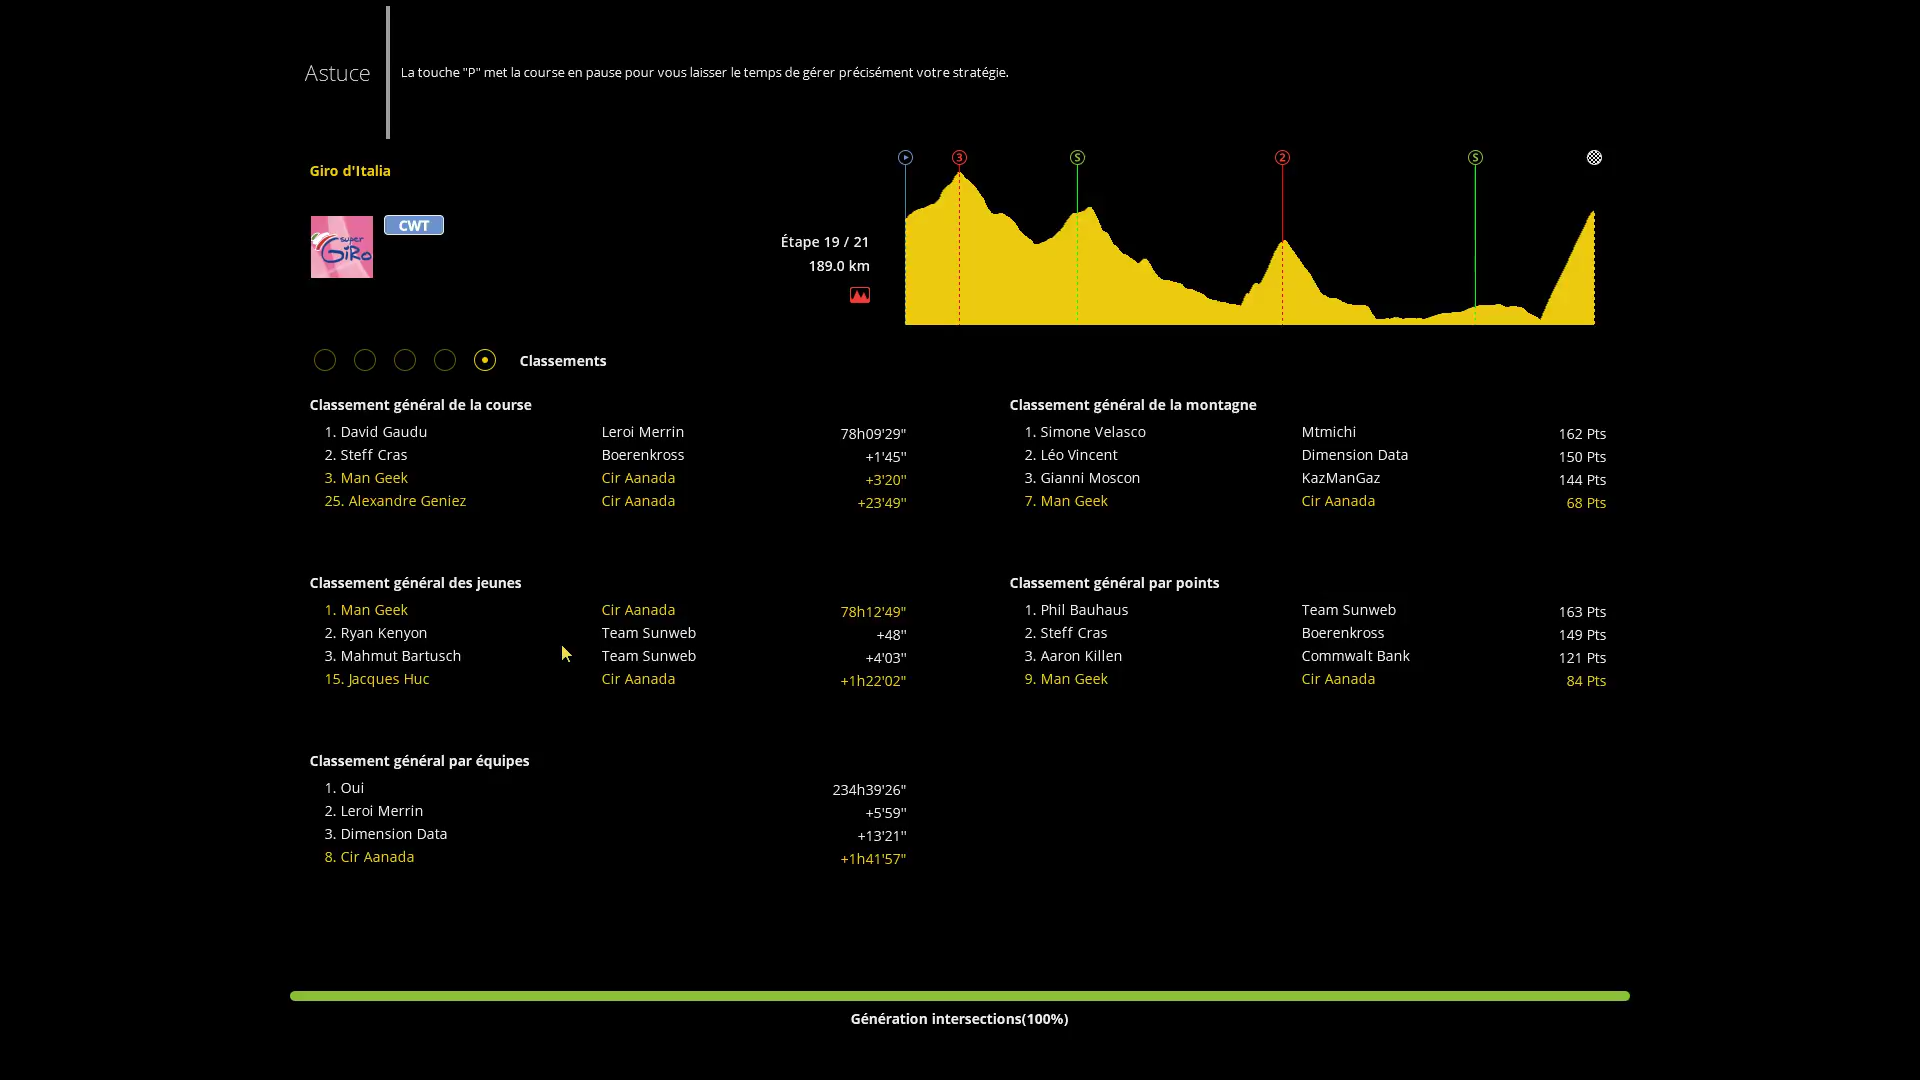 Astuce
La touche "P" met la course en pause pour vous laisser le temps de gérer précisément votre stratégie.
Giro d'Italia
super GiRo
CWT
Étape 19 / 21
189.0 km
3 S 2 S
Classements
Classement général de la course
1. David Gaudu Leroi Merrin 78h09'29"
2. Steff Cras Boerenkross +1'45''
3. Man Geek Cir Aanada +3'20''
25. Alexandre Geniez Cir Aanada +23'49''
Classement général de la montagne
1. Simone Velasco Mtmichi 162 Pts
2. Léo Vincent Dimension Data 150 Pts
3. Gianni Moscon KazManGaz 144 Pts
7. Man Geek Cir Aanada 68 Pts
Classement général des jeunes
1. Man Geek Cir Aanada 78h12'49"
2. Ryan Kenyon Team Sunweb +48''
3. Mahmut Bartusch Team Sunweb +4'03''
15. Jacques Huc Cir Aanada +1h22'02"
Classement général par points
1. Phil Bauhaus Team Sunweb 163 Pts
2. Steff Cras Boerenkross 149 Pts
3. Aaron Killen Commwalt Bank 121 Pts
9. Man Geek Cir Aanada 84 Pts
Classement général par équipes
1. Oui 234h39'26"
2. Leroi Merrin +5'59''
3. Dimension Data +13'21''
8. Cir Aanada +1h41'57"
Génération intersections(100%)